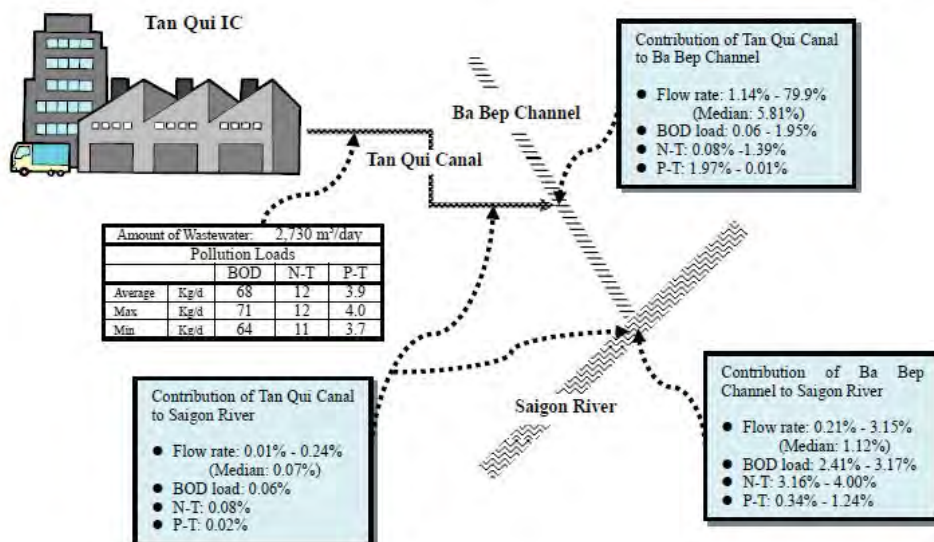 Tan Qui IC
Ba Bep Channel
Tan Qui Canal
Contribution of Tan Qui Canal
to Ba Bep Channel
● Flow rate: 1.14% - 79.9%
(Median: 5.81%)
● BOD load: 0.06 - 1.95%
● N-T: 0.08% -1.39%
● P-T: 1.97% - 0.01%
Amount of Wastewater: 2,730 m³/day
Pollution Loads
BOD N-T P-T
Average Kg/d 68 12 3.9
Max Kg/d 71 12 4.0
Min Kg/d 64 11 3.7
Contribution of Tan Qui Canal
to Saigon River
● Flow rate: 0.01% - 0.24%
(Median: 0.07%)
● BOD load: 0.06%
● N-T: 0.08%
● P-T: 0.02%
Saigon River
Contribution of Ba Bep
Channel to Saigon River
● Flow rate: 0.21% - 3.15%
(Median: 1.12%)
● BOD load: 2.41% - 3.17%
● N-T: 3.16% - 4.00%
● P-T: 0.34% - 1.24%